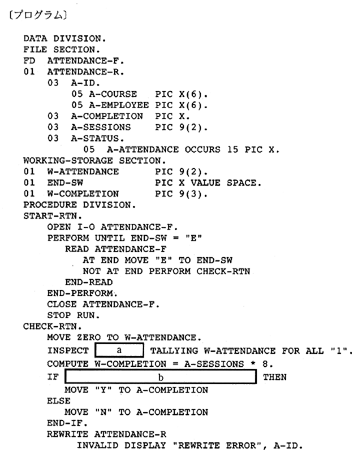 〔プログラム〕
DATA DIVISION.
FILE SECTION.
FD  ATTENDANCE-F.
01  ATTENDANCE-R.
    03  A-ID.
        05 A-COURSE    PIC X(6).
        05 A-EMPLOYEE  PIC X(6).
    03  A-COMPLETION   PIC X.
    03  A-SESSIONS     PIC 9(2).
    03  A-STATUS.
        05  A-ATTENDANCE OCCURS 15 PIC X.
WORKING-STORAGE SECTION.
01  W-ATTENDANCE       PIC 9(2).
01  END-SW             PIC X VALUE SPACE.
01  W-COMPLETION       PIC 9(3).
PROCEDURE DIVISION.
START-RTN.
    OPEN I-O ATTENDANCE-F.
    PERFORM UNTIL END-SW = "E"
       READ ATTENDANCE-F
          AT END MOVE "E" TO END-SW
          NOT AT END PERFORM CHECK-RTN
       END-READ
    END-PERFORM.
    CLOSE ATTENDANCE-F.
    STOP RUN.
CHECK-RTN.
    MOVE ZERO TO W-ATTENDANCE.
    INSPECT a TALLYING W-ATTENDANCE FOR ALL "1".
    COMPUTE W-COMPLETION = A-SESSIONS * 8.
    IF b THEN
       MOVE "Y" TO A-COMPLETION
    ELSE
       MOVE "N" TO A-COMPLETION
    END-IF.
    REWRITE ATTENDANCE-R
        INVALID DISPLAY "REWRITE ERROR", A-ID.